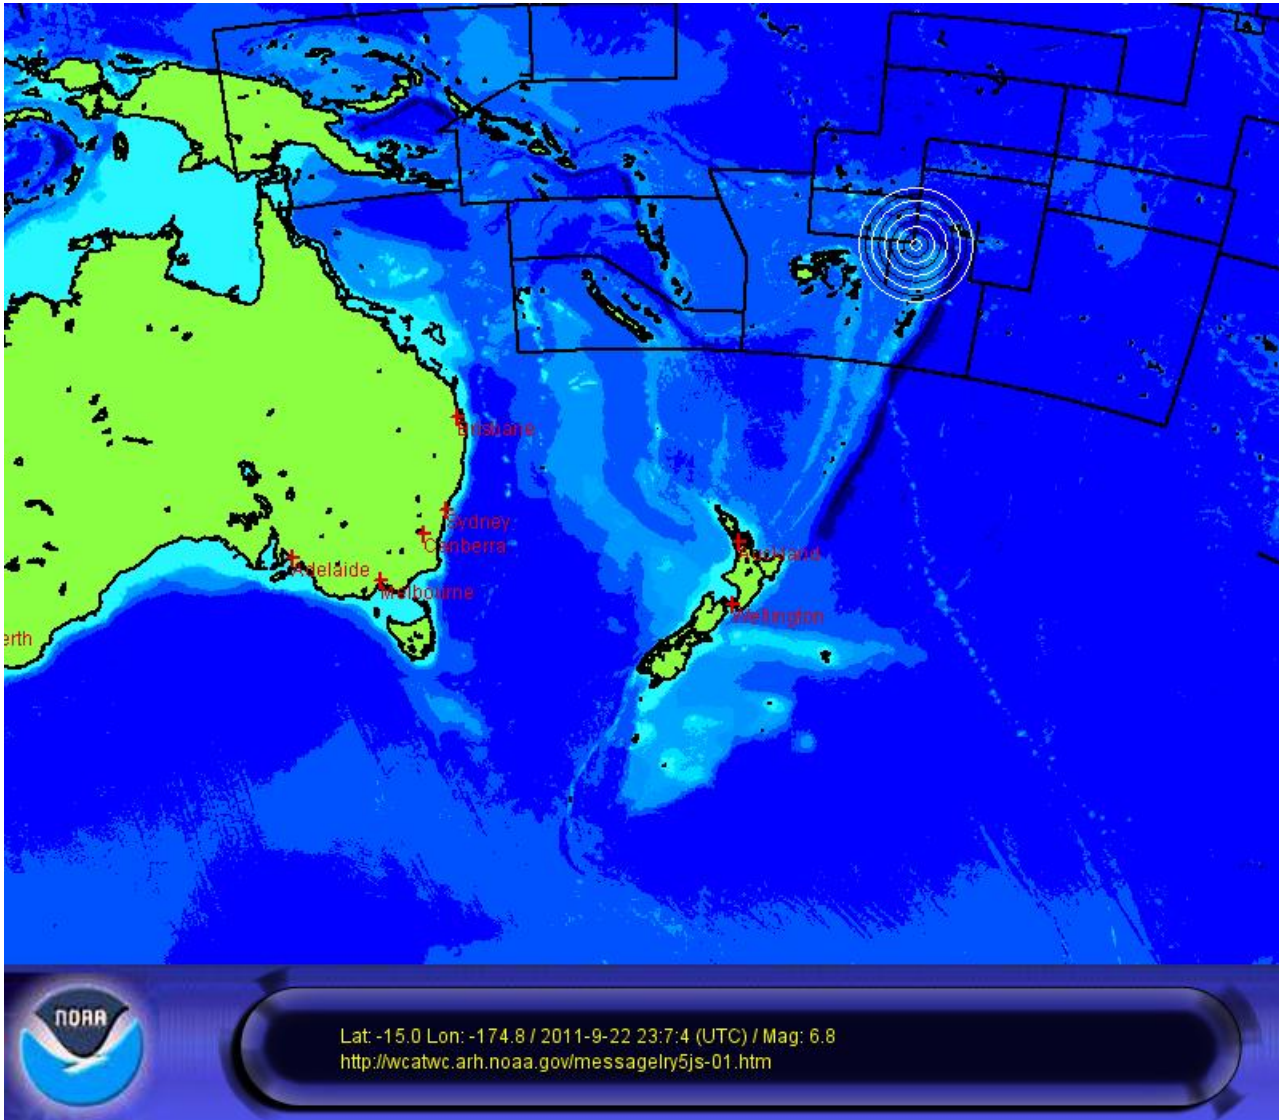 Brisbane
Sydney
Canberra
Adelaide
Melbourne
erth
Auckland
Wellington
NOAA
Lat: -15.0 Lon: -174.8 / 2011-9-22 23:7:4 (UTC) / Mag: 6.8
http://wcatwc.arh.noaa.gov/messagelry5js-01.htm